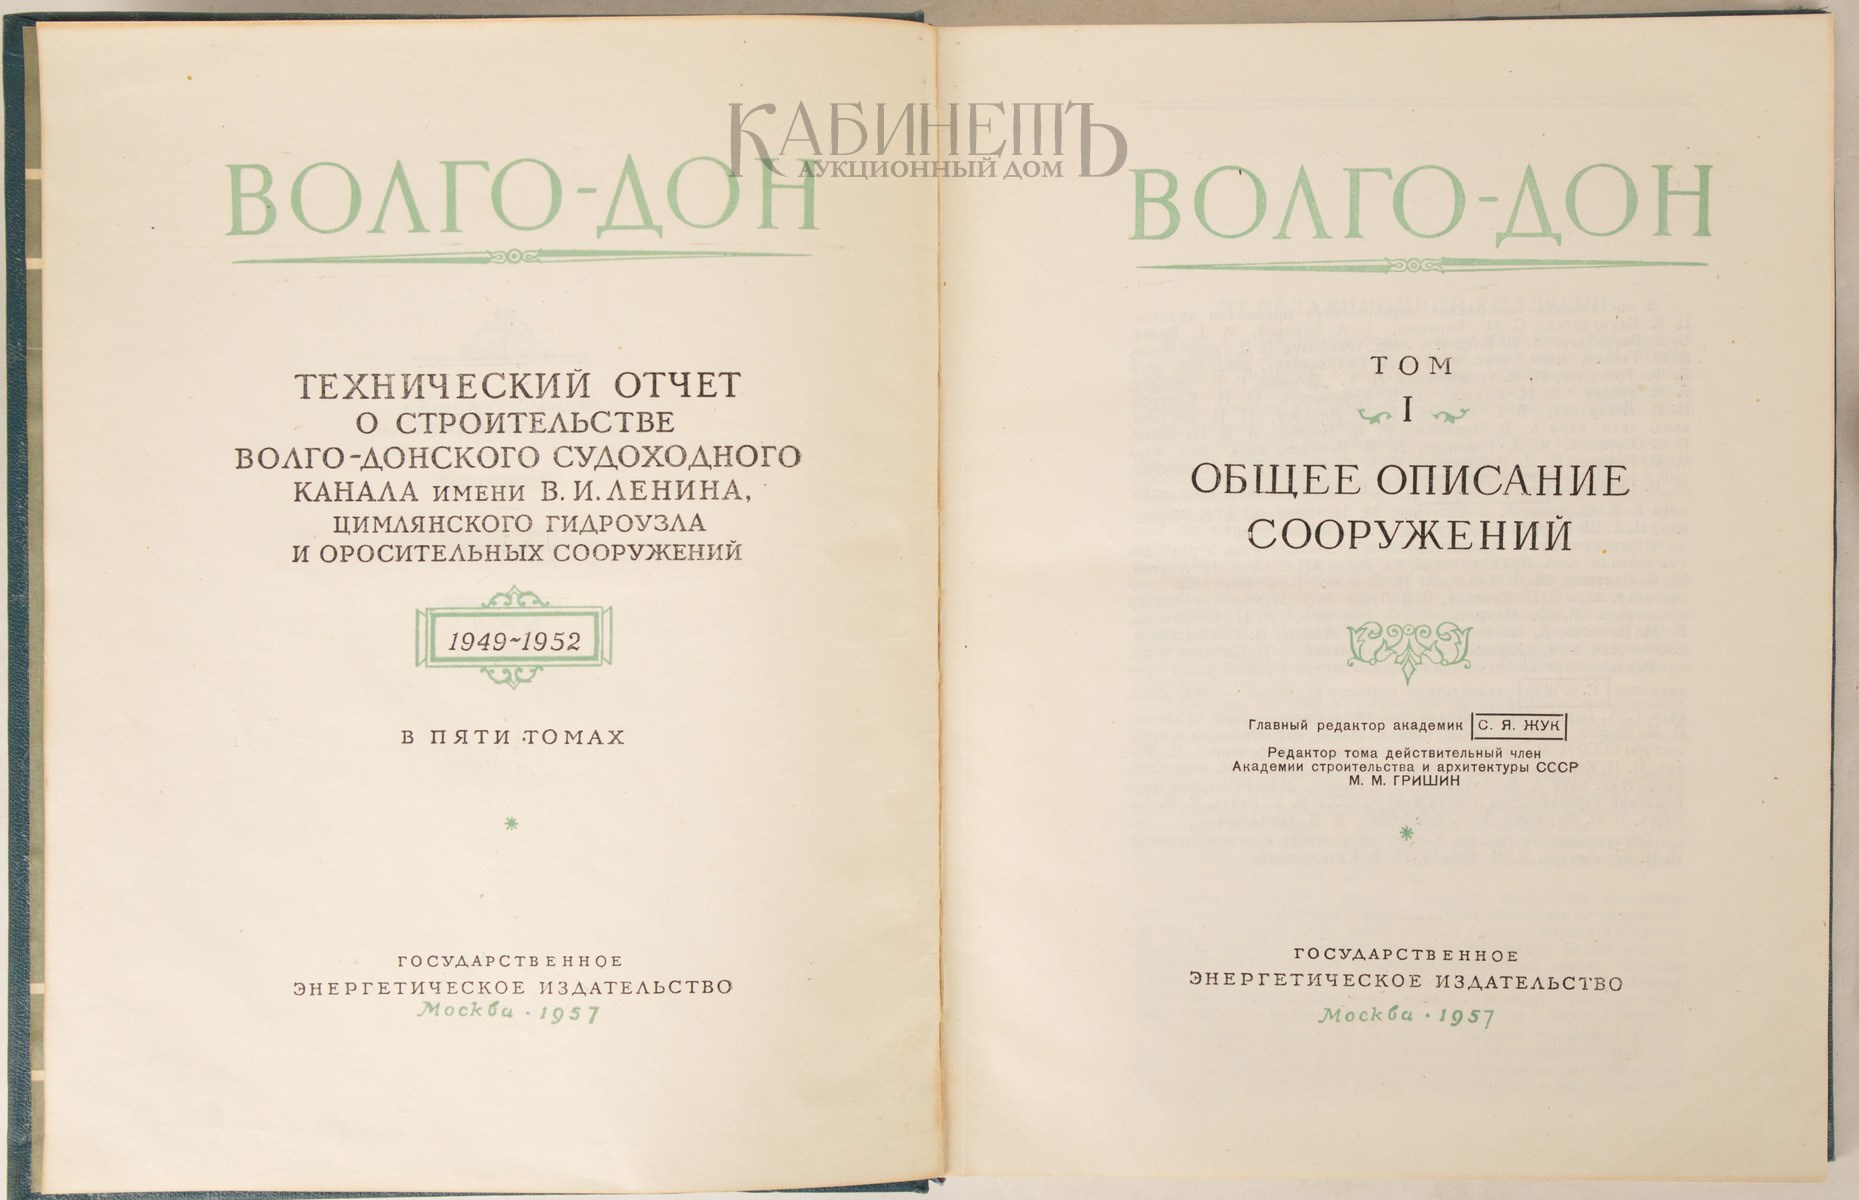 КАБИНЕТЪ
АУКЦИОННЫЙ ДОМ
ВОЛГО-ДОН
ТЕХНИЧЕСКИЙ ОТЧЕТ
О СТРОИТЕЛЬСТВЕ
ВОЛГО-ДОНСКОГО СУДОХОДНОГО
КАНАЛА ИМЕНИ В. И. ЛЕНИНА,
ЦИМЛЯНСКОГО ГИДРОУЗЛА
И ОРОСИТЕЛЬНЫХ СООРУЖЕНИЙ
1949~1952
В ПЯТИ ТОМАХ
*
ГОСУДАРСТВЕННОЕ
ЭНЕРГЕТИЧЕСКОЕ ИЗДАТЕЛЬСТВО
Москва · 1957
ВОЛГО-ДОН
ТОМ
I
ОБЩЕЕ ОПИСАНИЕ
СООРУЖЕНИЙ
Главный редактор академик С. Я. ЖУК
Редактор тома действительный член
Академии строительства и архитектуры СССР
М. М. ГРИШИН
*
ГОСУДАРСТВЕННОЕ
ЭНЕРГЕТИЧЕСКОЕ ИЗДАТЕЛЬСТВО
Москва · 1957